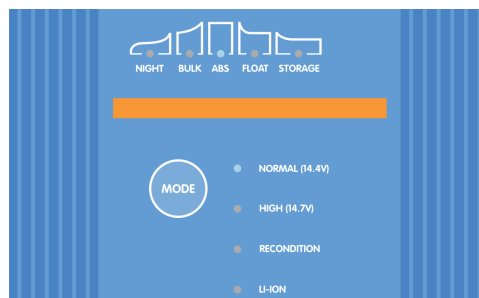 NIGHT BULK ABS FLOAT STORAGE
NORMAL (14.4V)
MODE
HIGH (14.7V)
RECONDITION
LI-ION